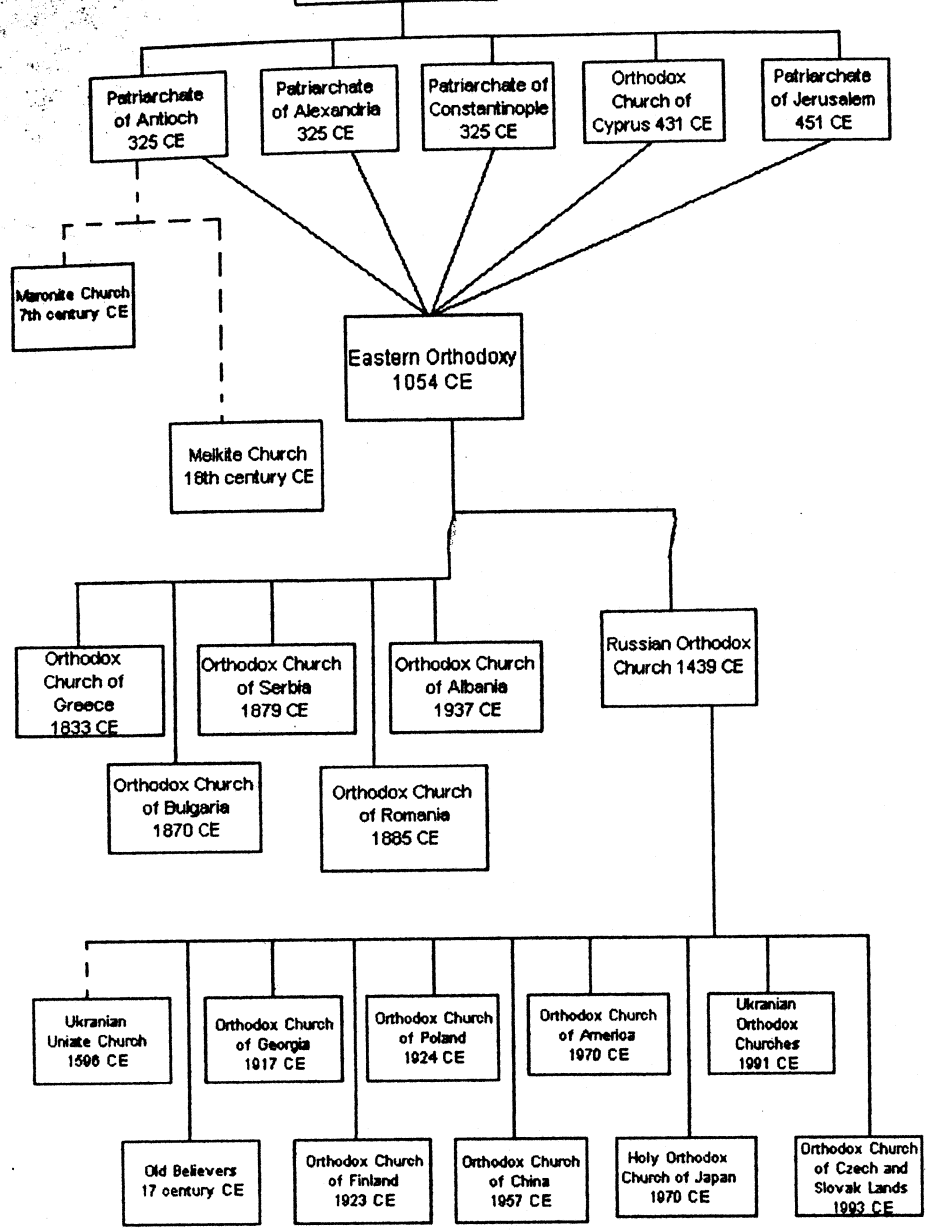 Patriarchate
of Antioch
325 CE
Patriarchate
of Alexandria
325 CE
Patriarchate of
Constantinople
325 CE
Orthodox
Church of
Cyprus 431 CE
Patriarchate
of Jerusalem
451 CE
Maronite Church
7th century CE
Eastern Orthodoxy
1054 CE
Melkite Church
18th century CE
Orthodox
Church of
Greece
1833 CE
Orthodox Church
of Serbia
1879 CE
Orthodox Church
of Albania
1937 CE
Russian Orthodox
Church 1439 CE
Orthodox Church
of Bulgaria
1870 CE
Orthodox Church
of Romania
1885 CE
Ukranian
Uniate Church
1596 CE
Orthodox Church
of Georgia
1917 CE
Orthodox Church
of Poland
1924 CE
Orthodox Church
of America
1970 CE
Ukranian
Orthodox
Churches
1991 CE
Old Believers
17 century CE
Orthodox Church
of Finland
1923 CE
Orthodox Church
of China
1957 CE
Holy Orthodox
Church of Japan
1970 CE
Orthodox Church
of Czech and
Slovak Lands
1993 CE